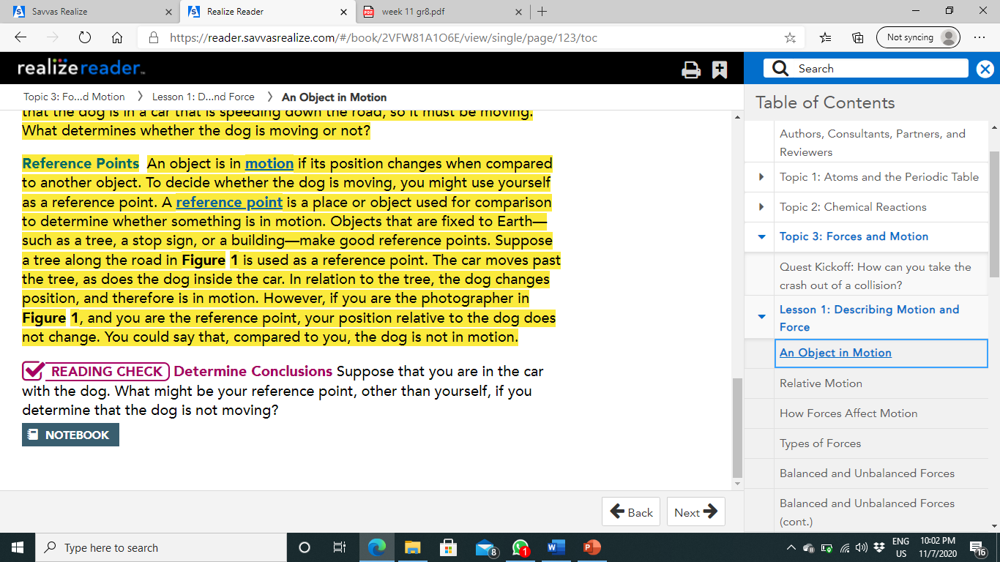 Savvas Realize
Realize Reader
week 11 gr8.pdf
https://reader.savvasrealize.com/#/book/2VFW81A1O6E/view/single/page/123/toc
Not syncing
realizereader
Search
Topic 3: Fo...d Motion > Lesson 1: D...nd Force > An Object in Motion
that the dog is in a car that is speeding down the road, so it must be moving.
What determines whether the dog is moving or not?
Reference Points An object is in motion if its position changes when compared
to another object. To decide whether the dog is moving, you might use yourself
as a reference point. A reference point is a place or object used for comparison
to determine whether something is in motion. Objects that are fixed to Earth—
such as a tree, a stop sign, or a building—make good reference points. Suppose
a tree along the road in Figure 1 is used as a reference point. The car moves past
the tree, as does the dog inside the car. In relation to the tree, the dog changes
position, and therefore is in motion. However, if you are the photographer in
Figure 1, and you are the reference point, your position relative to the dog does
not change. You could say that, compared to you, the dog is not in motion.
READING CHECK Determine Conclusions Suppose that you are in the car
with the dog. What might be your reference point, other than yourself, if you
determine that the dog is not moving?
NOTEBOOK
Back
Next
Table of Contents
Authors, Consultants, Partners, and
Reviewers
Topic 1: Atoms and the Periodic Table
Topic 2: Chemical Reactions
Topic 3: Forces and Motion
Quest Kickoff: How can you take the
crash out of a collision?
Lesson 1: Describing Motion and
Force
An Object in Motion
Relative Motion
How Forces Affect Motion
Types of Forces
Balanced and Unbalanced Forces
Balanced and Unbalanced Forces
(cont.)
Type here to search
8
1
ENG
US
10:02 PM
11/7/2020
16